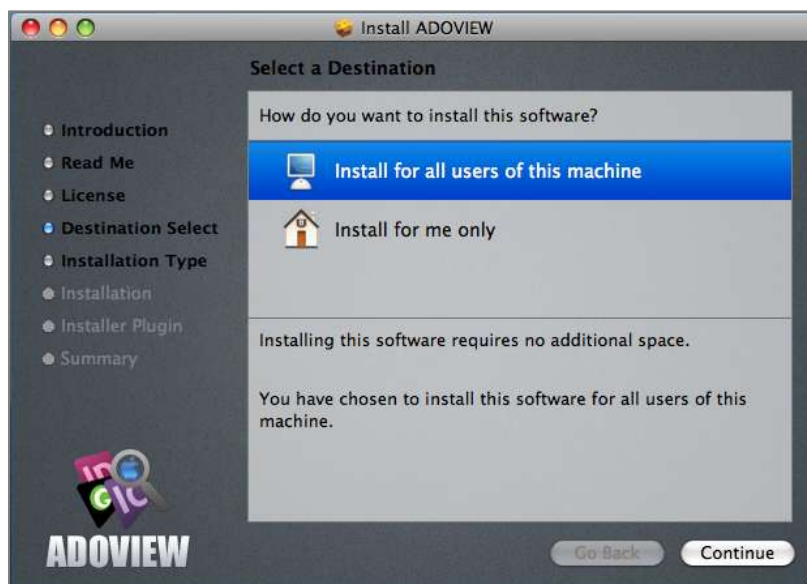 Install ADOVIEW
Select a Destination
Introduction
Read Me
License
Destination Select
Installation Type
Installation
Installer Plugin
Summary
How do you want to install this software?
Install for all users of this machine
Install for me only
Installing this software requires no additional space.
You have chosen to install this software for all users of this
machine.
ID
G IC
ADOVIEW
Go Back
Continue